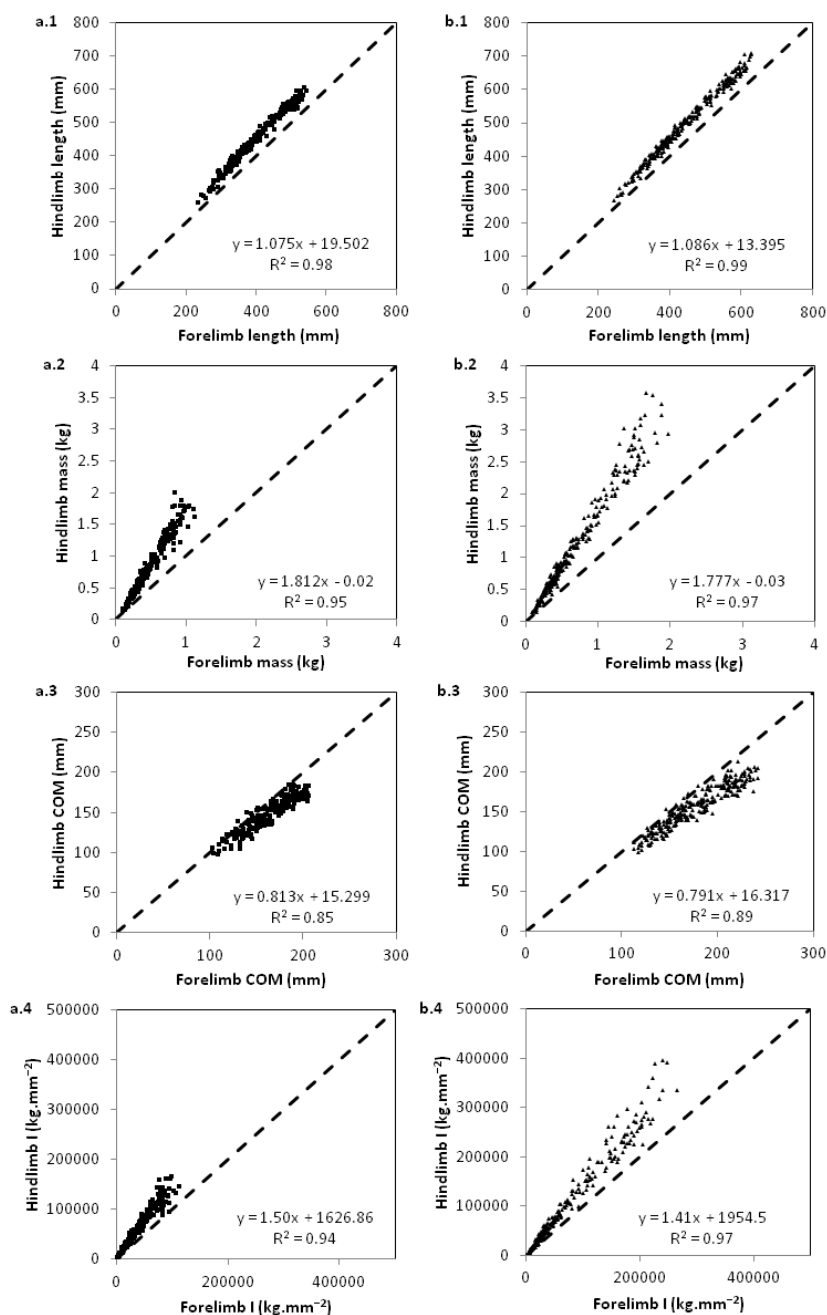 a.1
800
700
600
500
400
300
200
100
0
Hindlimb length (mm)
y = 1.075x + 19.502
R² = 0.98
0 200 400 600 800
Forelimb length (mm)
b.1
800
700
600
500
400
300
200
100
0
Hindlimb length (mm)
y = 1.086x + 13.395
R² = 0.99
0 200 400 600 800
Forelimb length (mm)
a.2
4
3.5
3
2.5
2
1.5
1
0.5
0
Hindlimb mass (kg)
y = 1.812x - 0.02
R² = 0.95
0 1 2 3 4
Forelimb mass (kg)
b.2
4
3.5
3
2.5
2
1.5
1
0.5
0
Hindlimb mass (kg)
y = 1.777x - 0.03
R² = 0.97
0 1 2 3 4
Forelimb mass (kg)
a.3
300
250
200
150
100
50
0
Hindlimb COM (mm)
y = 0.813x + 15.299
R² = 0.85
0 100 200 300
Forelimb COM (mm)
b.3
300
250
200
150
100
50
0
Hindlimb COM (mm)
y = 0.791x + 16.317
R² = 0.89
0 100 200 300
Forelimb COM (mm)
a.4
500000
400000
300000
200000
100000
0
Hindlimb I (kg.mm⁻²)
y = 1.50x + 1626.86
R² = 0.94
0 200000 400000
Forelimb I (kg.mm⁻²)
b.4
500000
400000
300000
200000
100000
0
Hindlimb I (kg.mm⁻²)
y = 1.41x + 1954.5
R² = 0.97
0 200000 400000
Forelimb I (kg.mm⁻²)